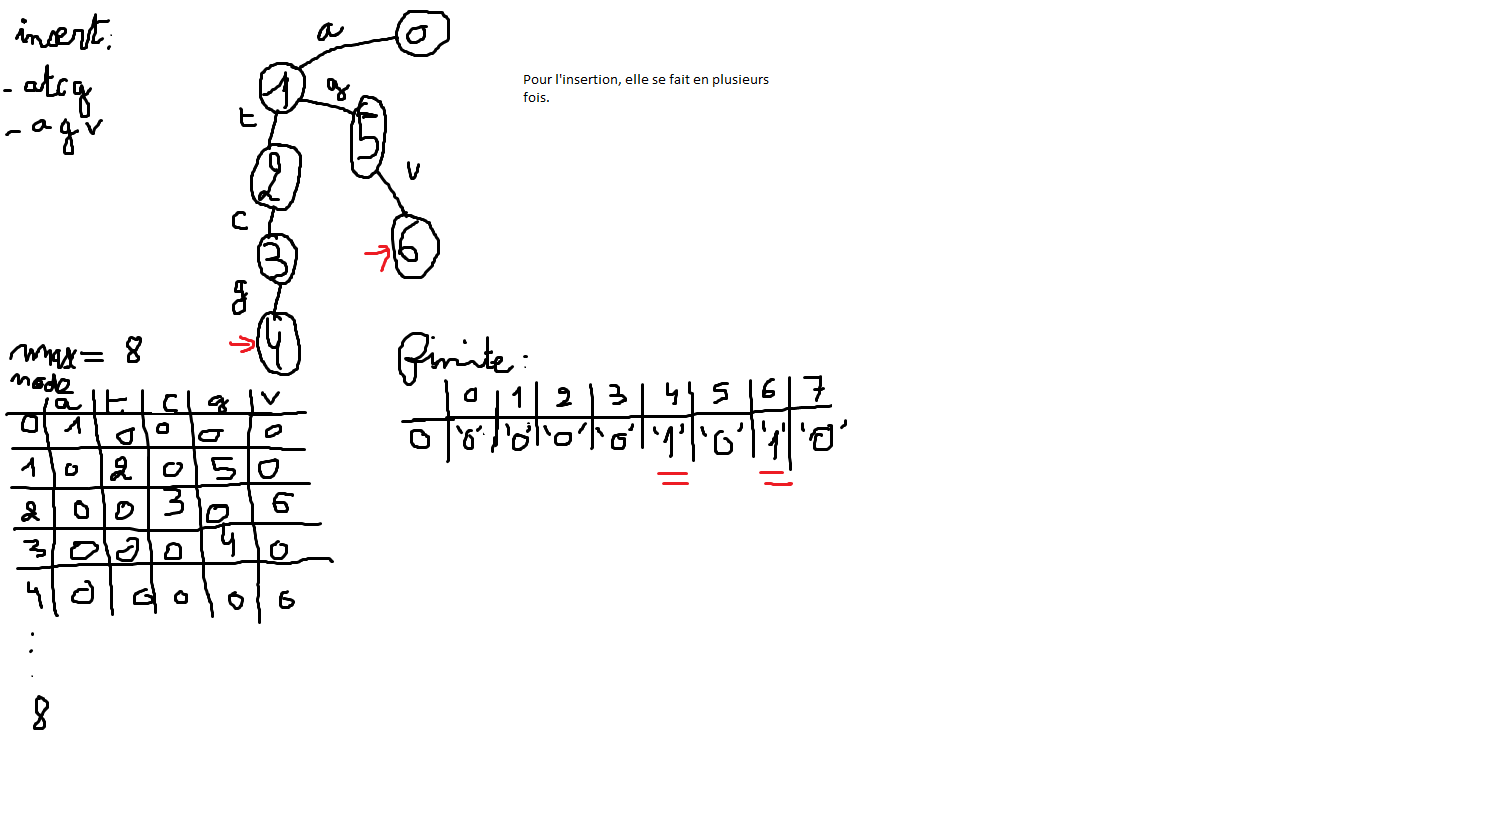 insert:
- atcg
- agv
a
0
1
g
t
5
2
v
c
3
6
g
4
Pour l'insertion, elle se fait en plusieurs
fois.
nmax = 8
node
a t c g v
0 1 0 0 0 0
1 0 2 0 5 0
2 0 0 3 0 6
3 0 0 0 4 0
4 0 0 0 0 6
8
finite:
0 1 2 3 4 5 6 7
0 '0' '0' '0' '0' '1' '0' '1' '0'